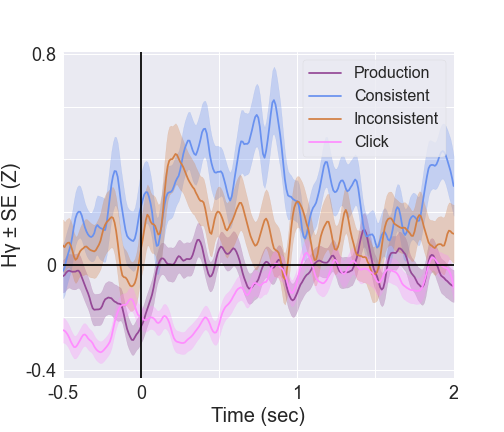 Production
Consistent
Inconsistent
Click
Hγ ± SE (Z)
0.8
0
-0.4
-0.5
0
1
2
Time (sec)